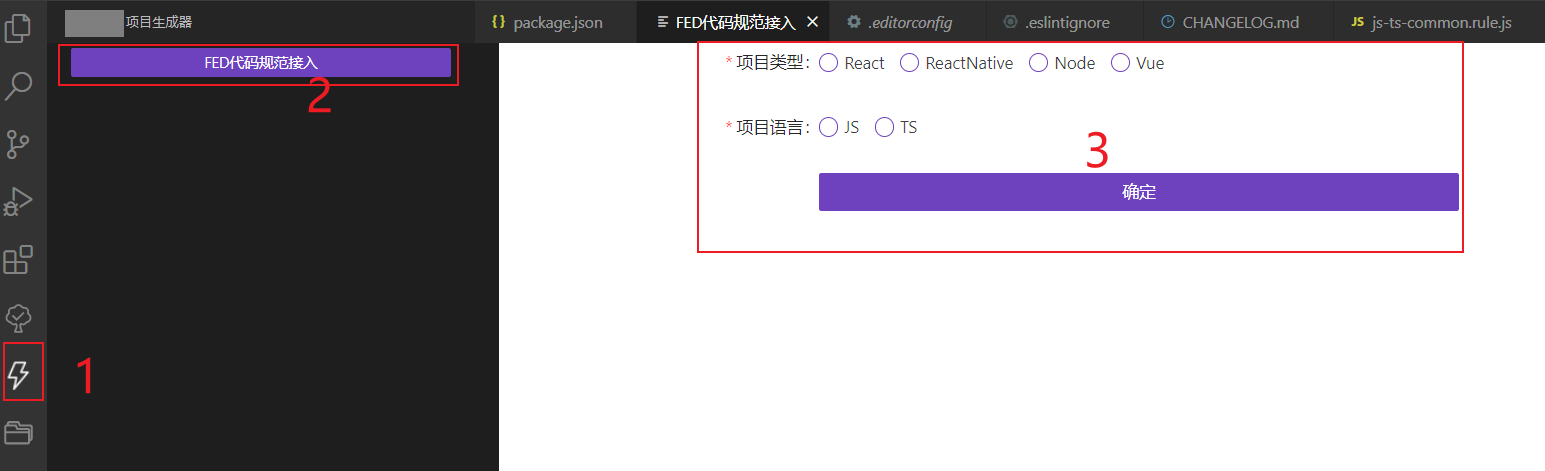 项目生成器
{} package.json
FED代码规范接入
.editorconfig
.eslintignore
CHANGELOG.md
JS js-ts-common.rule.js
FED代码规范接入
2
* 项目类型: React ReactNative Node Vue
* 项目语言: JS TS
3
确定
1